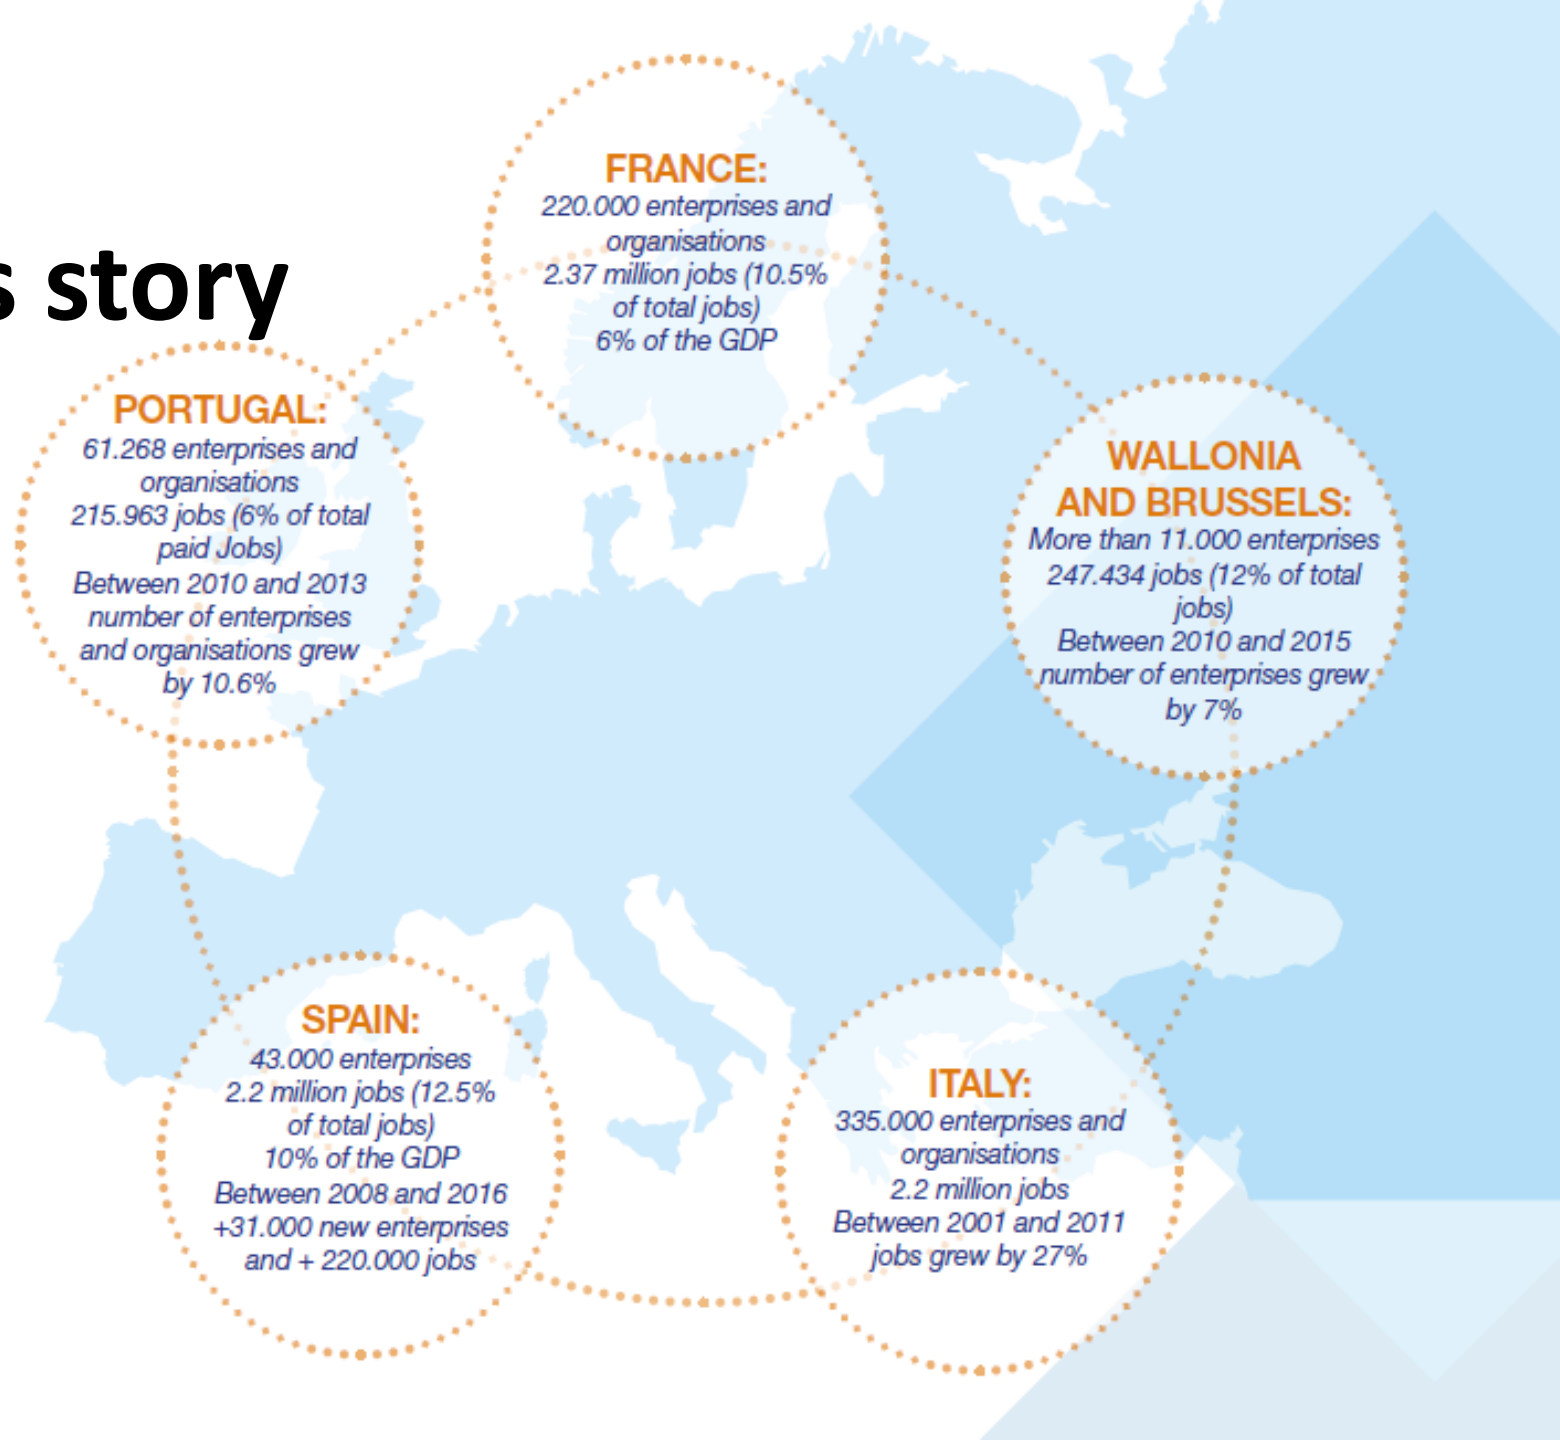 s story
FRANCE:
220.000 enterprises and
organisations
2.37 million jobs (10.5%
of total jobs)
6% of the GDP
PORTUGAL:
61.268 enterprises and
organisations
215.963 jobs (6% of total
paid Jobs)
Between 2010 and 2013
number of enterprises
and organisations grew
by 10.6%
WALLONIA
AND BRUSSELS:
More than 11.000 enterprises
247.434 jobs (12% of total
jobs)
Between 2010 and 2015
number of enterprises grew
by 7%
SPAIN:
43.000 enterprises
2.2 million jobs (12.5%
of total jobs)
10% of the GDP
Between 2008 and 2016
+31.000 new enterprises
and + 220.000 jobs
ITALY:
335.000 enterprises and
organisations
2.2 million jobs
Between 2001 and 2011
jobs grew by 27%